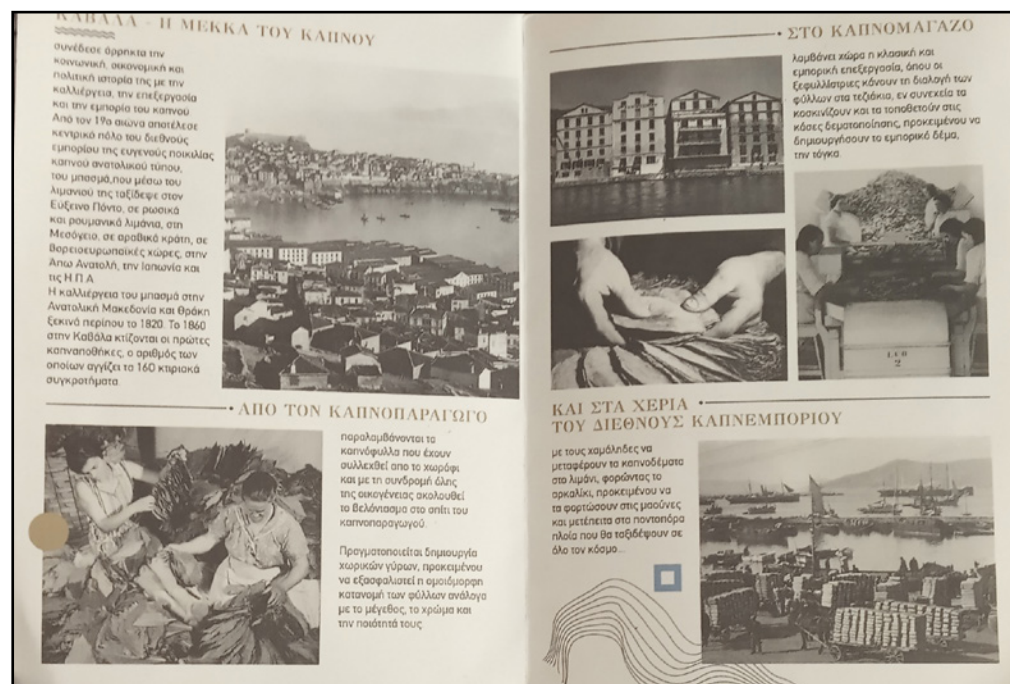 ΚΑΒΑΛΑ - Η ΜΕΚΚΑ ΤΟΥ ΚΑΠΝΟΥ
συνέδεσε άρρηκτα την
κοινωνική, οικονομική και
πολιτική ιστορία της με την
καλλιέργεια, την επεξεργασία
και την εμπορία του καπνού
Από τον 19ο αιώνα αποτέλεσε
κεντρικό πόλο του διεθνούς
εμπορίου της ευγενούς ποικιλίας
καπνού ανατολικού τύπου,
του μπασμά,που μέσω του
λιμανιού της ταξίδεψε στον
Εύξεινο Πόντο, σε ρωσικά
και ρουμανικά λιμάνια, στη
Μεσόγειο, σε αραβικά κράτη, σε
βορειοευρωπαϊκές χώρες, στην
Άπω Ανατολή, την Ιαπωνία και
τις Η.Π.Α
Η καλλιέργεια του μπασμά στην
Ανατολική Μακεδονία και Θράκη
ξεκινά περίπου το 1820. Το 1860
στην Καβάλα κτίζονται οι πρώτες
καπναποθήκες, ο αριθμός των
οποίων αγγίζει τα 160 κτιριακά
συγκροτήματα.
ΑΠΟ ΤΟΝ ΚΑΠΝΟΠΑΡΑΓΩΓΟ
παραλαμβάνονται τα
καπνόφυλλα που έχουν
συλλεχθεί απο το χωράφι
και με τη συνδρομή όλης
της οικογένειας ακολουθεί
το βελόνιασμα στο σπίτι του
καπνοπαραγωγού.
Πραγματοποιείται δημιουργία
χωρικών γύρων, προκειμένου
να εξασφαλιστεί η ομοιόμορφη
κατανομή των φύλλων ανάλογα
με το μέγεθος, το χρώμα και
την ποιότητά τους
ΣΤΟ ΚΑΠΝΟΜΑΓΑΖΟ
λαμβάνει χώρα η κλασική και
εμπορική επεξεργασία, όπου οι
ξεφυλλίστριες κάνουν τη διαλογή των
φύλλων στα τεζιάκια, εν συνεχεία τα
κοσκινίζουν και τα τοποθετούν στις
κάσες δεματοποίησης, προκειμένου να
δημιουργήσουν το εμπορικό δέμα,
την τόγκα.
L C D
2
ΚΑΙ ΣΤΑ ΧΕΡΙΑ
ΤΟΥ ΔΙΕΘΝΟΥΣ ΚΑΠΝΕΜΠΟΡΙΟΥ
με τους χαμάληδες να
μεταφέρουν τα καπνοδέματα
στο λιμάνι, φορώντας το
αρκαλίκι, προκειμένου να
τα φορτώσουν στις μαούνες
και μετέπειτα στα ποντοπόρα
πλοία που θα ταξιδέψουν σε
όλο τον κόσμο...